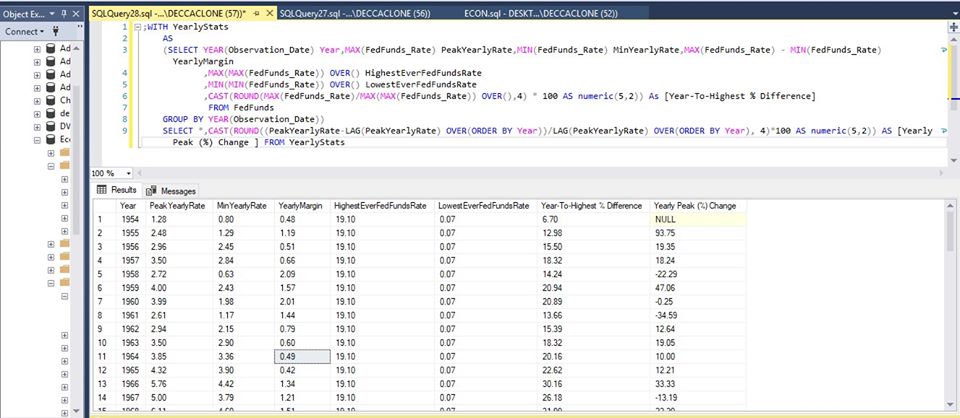 Object Ex...
SQLQuery28.sql -...\DECCACLONE (57))*
SQLQuery27.sql -...\DECCACLONE (56))
ECON.sql - DESKT...\DECCACLONE (52))
Connect
Ad
Ad
Ad
Ad
Ch
de
DV
Ec
1 ;WITH YearlyStats
2 AS
3 (SELECT YEAR(Observation_Date) Year,MAX(FedFunds_Rate) PeakYearlyRate,MIN(FedFunds_Rate) MinYearlyRate,MAX(FedFunds_Rate) - MIN(FedFunds_Rate)
YearlyMargin
4 ,MAX(MAX(FedFunds_Rate)) OVER() HighestEverFedFundsRate
5 ,MIN(MIN(FedFunds_Rate)) OVER() LowestEverFedFundsRate
6 ,CAST(ROUND(MAX(FedFunds_Rate)/MAX(MAX(FedFunds_Rate)) OVER(),4) * 100 AS numeric(5,2)) As [Year-To-Highest % Difference]
7 FROM FedFunds
8 GROUP BY YEAR(Observation_Date))
9 SELECT *,CAST(ROUND((PeakYearlyRate-LAG(PeakYearlyRate) OVER(ORDER BY Year))/LAG(PeakYearlyRate) OVER(ORDER BY Year), 4)*100 AS numeric(5,2)) AS [Yearly
Peak (%) Change ] FROM YearlyStats
100 %
Results Messages
Year PeakYearlyRate MinYearlyRate YearlyMargin HighestEverFedFundsRate LowestEverFedFundsRate Year-To-Highest % Difference Yearly Peak (%) Change
1 1954 1.28 0.80 0.48 19.10 0.07 6.70 NULL
2 1955 2.48 1.29 1.19 19.10 0.07 12.98 93.75
3 1956 2.96 2.45 0.51 19.10 0.07 15.50 19.35
4 1957 3.50 2.84 0.66 19.10 0.07 18.32 18.24
5 1958 2.72 0.63 2.09 19.10 0.07 14.24 -22.29
6 1959 4.00 2.43 1.57 19.10 0.07 20.94 47.06
7 1960 3.99 1.98 2.01 19.10 0.07 20.89 -0.25
8 1961 2.61 1.17 1.44 19.10 0.07 13.66 -34.59
9 1962 2.94 2.15 0.79 19.10 0.07 15.39 12.64
10 1963 3.50 2.90 0.60 19.10 0.07 18.32 19.05
11 1964 3.85 3.36 0.49 19.10 0.07 20.16 10.00
12 1965 4.32 3.90 0.42 19.10 0.07 22.62 12.21
13 1966 5.76 4.42 1.34 19.10 0.07 30.16 33.33
14 1967 5.00 3.79 1.21 19.10 0.07 26.18 -13.19